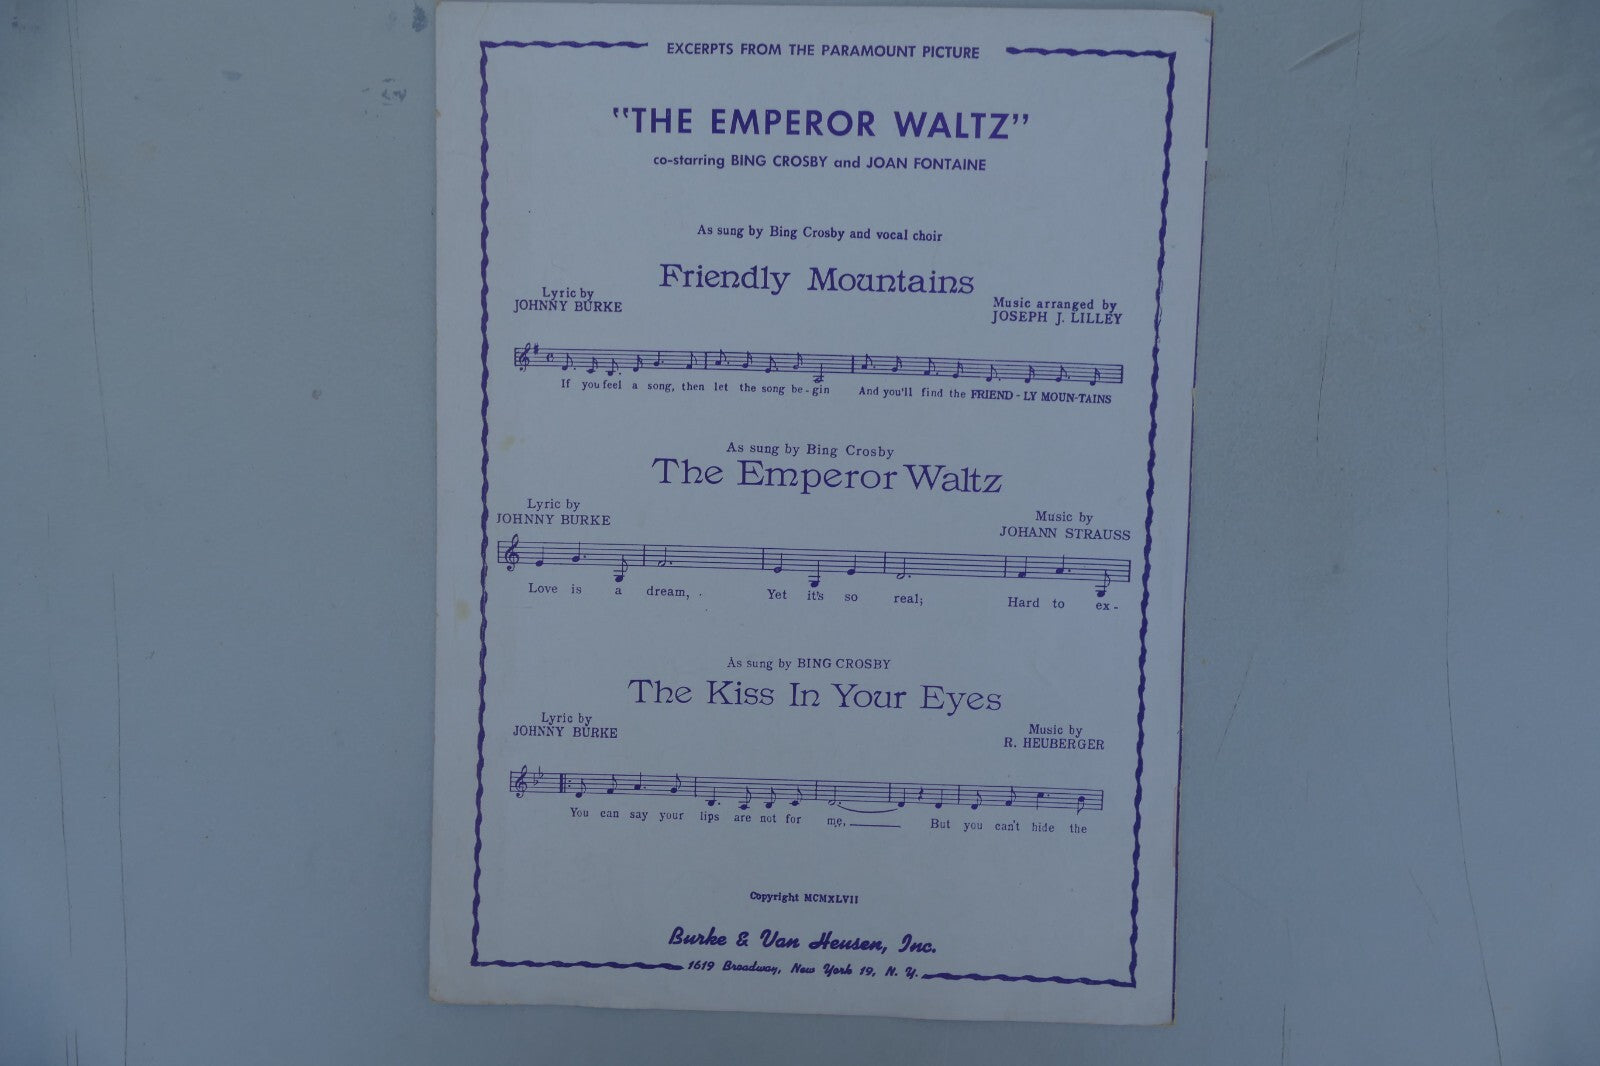 EXCERPTS FROM THE PARAMOUNT PICTURE
"THE EMPEROR WALTZ"
co-starring BING CROSBY and JOAN FONTAINE
As sung by Bing Crosby and vocal choir
Friendly Mountains
Lyric by
JOHNNY BURKE
Music arranged by
JOSEPH J. LILLEY
If you feel a song, then let the song be-gin And you'll find the FRIEND-LY MOUN-TAINS
As sung by Bing Crosby
The Emperor Waltz
Lyric by
JOHNNY BURKE
Music by
JOHANN STRAUSS
Love is a dream, Yet it's so real; Hard to ex-
As sung by BING CROSBY
The Kiss In Your Eyes
Lyric by
JOHNNY BURKE
Music by
R. HEUBERGER
You can say your lips are not for me, But you can't hide the
Copyright MCMXLVII
Burke & Van Heusen, Inc.
1619 Broadway, New York 19, N. Y.